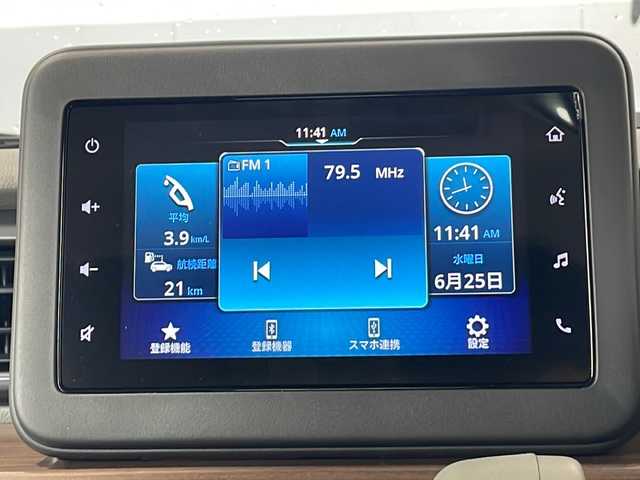 11:41 AM
FM 1
79.5 MHz
平均
3.9 km/L
航続距離
21 km
11:41 AM
水曜日
6月25日
登録機能
登録機器
スマホ連携
設定